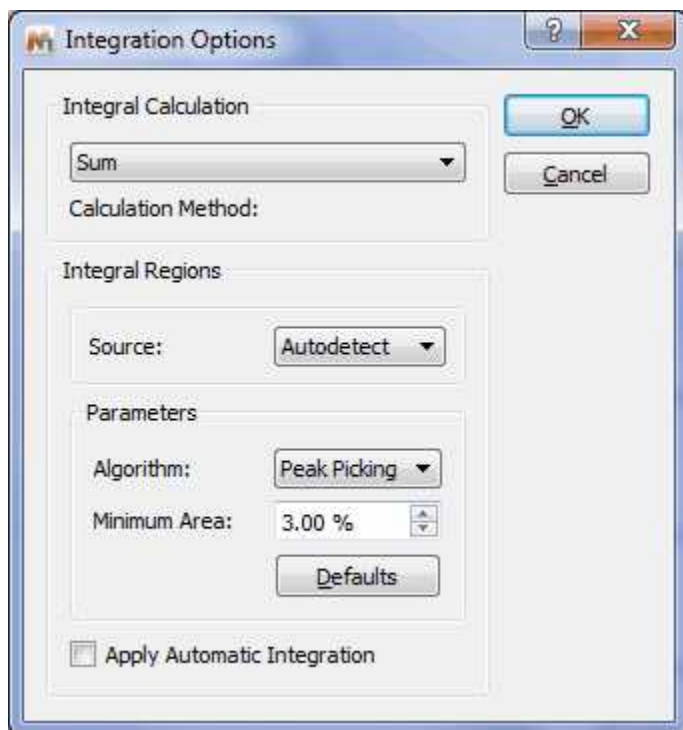 Integration Options
?
Integral Calculation
OK
Sum
Cancel
Calculation Method:
Integral Regions
Source:
Autodetect
Parameters
Algorithm:
Peak Picking
Minimum Area:
3.00 %
Defaults
Apply Automatic Integration